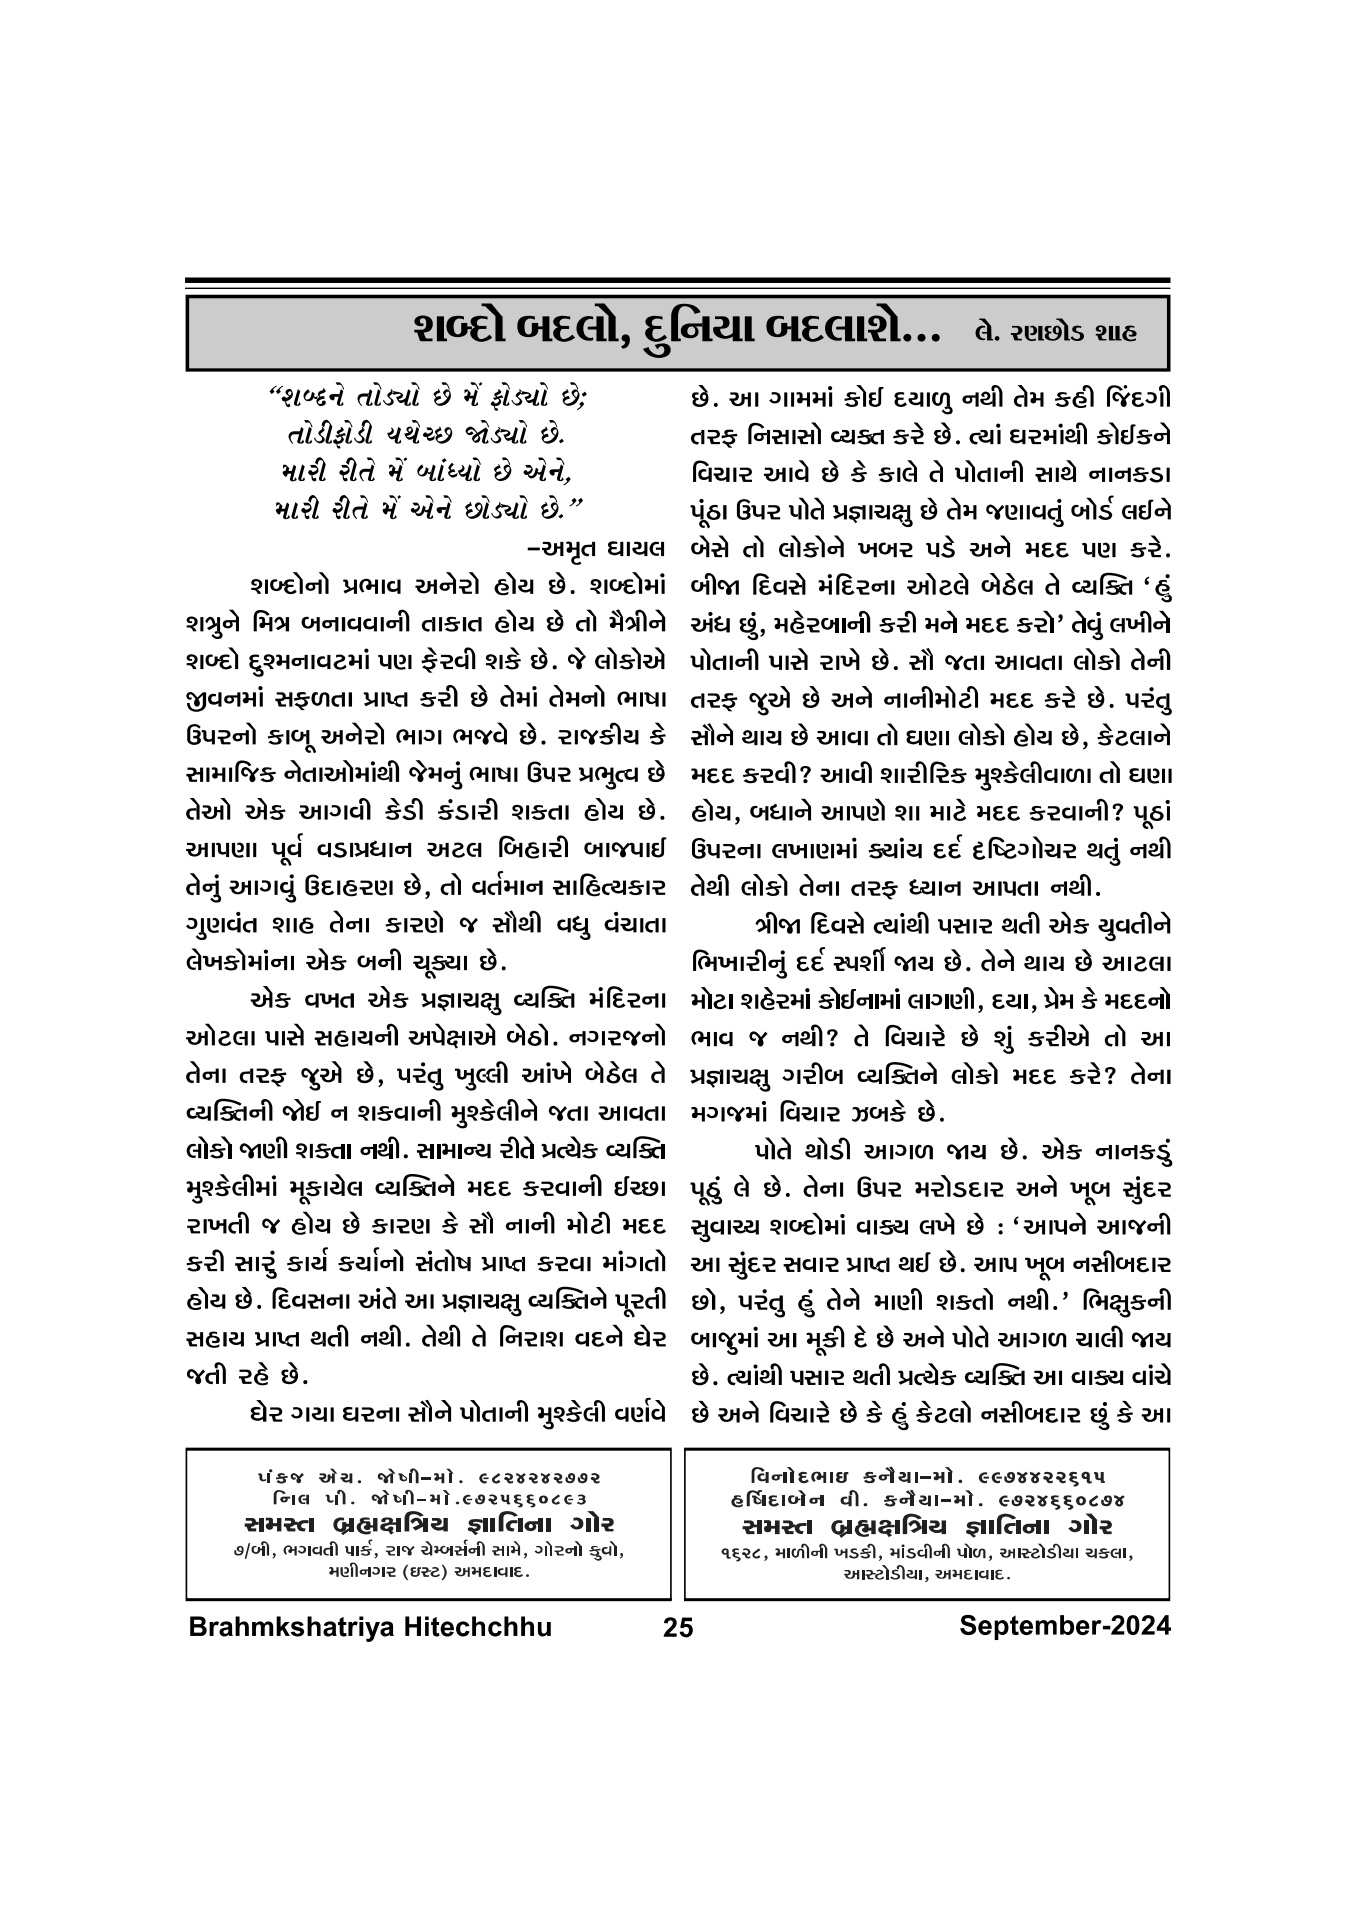 શબ્દો બદલો, દુનિયા બદલાશે... લે. રણછોડ શાહ
“શબ્દને તોડ્યો છે મેં ફોડ્યો છે;
તોડીફોડી યથેચ્છ જોડ્યો છે.
મારી રીતે મેં બાંધ્યો છે એને,
મારી રીતે મેં એને છોડ્યો છે.”
–અમૃત ઘાયલ
શબ્દોનો પ્રભાવ અનેરો હોય છે. શબ્દોમાં
શત્રુને મિત્ર બનાવવાની તાકાત હોય છે તો મૈત્રીને
શબ્દો દુશ્મનાવટમાં પણ ફેરવી શકે છે. જે લોકોએ
જીવનમાં સફળતા પ્રાપ્ત કરી છે તેમાં તેમનો ભાષા
ઉપરનો કાબૂ અનેરો ભાગ ભજવે છે. રાજકીય કે
સામાજિક નેતાઓમાંથી જેમનું ભાષા ઉપર પ્રભુત્વ છે
તેઓ એક આગવી કેડી કંડારી શકતા હોય છે.
આપણા પૂર્વ વડાપ્રધાન અટલ બિહારી બાજપાઈ
તેનું આગવું ઉદાહરણ છે, તો વર્તમાન સાહિત્યકાર
ગુણવંત શાહ તેના કારણે જ સૌથી વધુ વંચાતા
લેખકોમાંના એક બની ચૂક્યા છે.
એક વખત એક પ્રજ્ઞાચક્ષુ વ્યક્તિ મંદિરના
ઓટલા પાસે સહાયની અપેક્ષાએ બેઠો. નગરજનો
તેના તરફ જુએ છે, પરંતુ ખુલ્લી આંખે બેઠેલ તે
વ્યક્તિની જોઈ ન શકવાની મુશ્કેલીને જતા આવતા
લોકો જાણી શકતા નથી. સામાન્ય રીતે પ્રત્યેક વ્યક્તિ
મુશ્કેલીમાં મૂકાયેલ વ્યક્તિને મદદ કરવાની ઈચ્છા
રાખતી જ હોય છે કારણ કે સૌ નાની મોટી મદદ
કરી સારું કાર્ય કર્યાનો સંતોષ પ્રાપ્ત કરવા માંગતો
હોય છે. દિવસના અંતે આ પ્રજ્ઞાચક્ષુ વ્યક્તિને પૂરતી
સહાય પ્રાપ્ત થતી નથી. તેથી તે નિરાશ વદને ઘેર
જતી રહે છે.
ઘેર ગયા ઘરના સૌને પોતાની મુશ્કેલી વર્ણવે
છે. આ ગામમાં કોઈ દયાળુ નથી તેમ કહી જિંદગી
તરફ નિસાસો વ્યક્ત કરે છે. ત્યાં ઘરમાંથી કોઈકને
વિચાર આવે છે કે કાલે તે પોતાની સાથે નાનકડા
પૂંઠા ઉપર પોતે પ્રજ્ઞાચક્ષુ છે તેમ જણાવતું બોર્ડ લઈને
બેસે તો લોકોને ખબર પડે અને મદદ પણ કરે.
બીજા દિવસે મંદિરના ઓટલે બેઠેલ તે વ્યક્તિ ‘હું
અંધ છું, મહેરબાની કરી મને મદદ કરો’ તેવું લખીને
પોતાની પાસે રાખે છે. સૌ જતા આવતા લોકો તેની
તરફ જુએ છે અને નાનીમોટી મદદ કરે છે. પરંતુ
સૌને થાય છે આવા તો ઘણા લોકો હોય છે, કેટલાને
મદદ કરવી? આવી શારીરિક મુશ્કેલીવાળા તો ઘણા
હોય, બધાને આપણે શા માટે મદદ કરવાની? પૂઠાં
ઉપરના લખાણમાં ક્યાંય દર્દ દૃષ્ટિગોચર થતું નથી
તેથી લોકો તેના તરફ ધ્યાન આપતા નથી.
ત્રીજા દિવસે ત્યાંથી પસાર થતી એક યુવતીને
ભિખારીનું દર્દ સ્પર્શી જાય છે. તેને થાય છે આટલા
મોટા શહેરમાં કોઈનામાં લાગણી, દયા, પ્રેમ કે મદદનો
ભાવ જ નથી? તે વિચારે છે શું કરીએ તો આ
પ્રજ્ઞાચક્ષુ ગરીબ વ્યક્તિને લોકો મદદ કરે? તેના
મગજમાં વિચાર ઝબકે છે.
પોતે થોડી આગળ જાય છે. એક નાનકડું
પૂઠું લે છે. તેના ઉપર મરોડદાર અને ખૂબ સુંદર
સુવાચ્ય શબ્દોમાં વાક્ય લખે છે : ‘આપને આજની
આ સુંદર સવાર પ્રાપ્ત થઈ છે. આપ ખૂબ નસીબદાર
છો, પરંતુ હું તેને માણી શકતો નથી.’ ભિક્ષુકની
બાજુમાં આ મૂકી દે છે અને પોતે આગળ ચાલી જાય
છે. ત્યાંથી પસાર થતી પ્રત્યેક વ્યક્તિ આ વાક્ય વાંચે
છે અને વિચારે છે કે હું કેટલો નસીબદાર છું કે આ
પંકજ એચ. જોષી–મો. ૯૮૨૪૨૪૨૭૭૨
નિલ પી. જોષી–મો.૯૭૨૫૬૬૦૮૯૩
સમસ્ત બ્રહ્મક્ષત્રિય જ્ઞાતિના ગોર
૭/બી, ભગવતી પાર્ક, રાજ ચેમ્બર્સની સામે, ગોરનો કુવો,
મણીનગર (ઇસ્ટ) અમદાવાદ.
વિનોદભાઇ કનૈયા–મો. ૯૯૭૪૪૨૨૬૧૫
હર્ષિદાબેન વી. કનૈયા–મો. ૯૭૨૪૬૬૦૮૭૪
સમસ્ત બ્રહ્મક્ષત્રિય જ્ઞાતિના ગોર
૧૬૨૮, માળીની ખડકી, માંડવીની પોળ, આસ્ટોડીયા ચકલા,
આસ્ટોડીયા, અમદાવાદ.
Brahmkshatriya Hitechchhu 25 September-2024